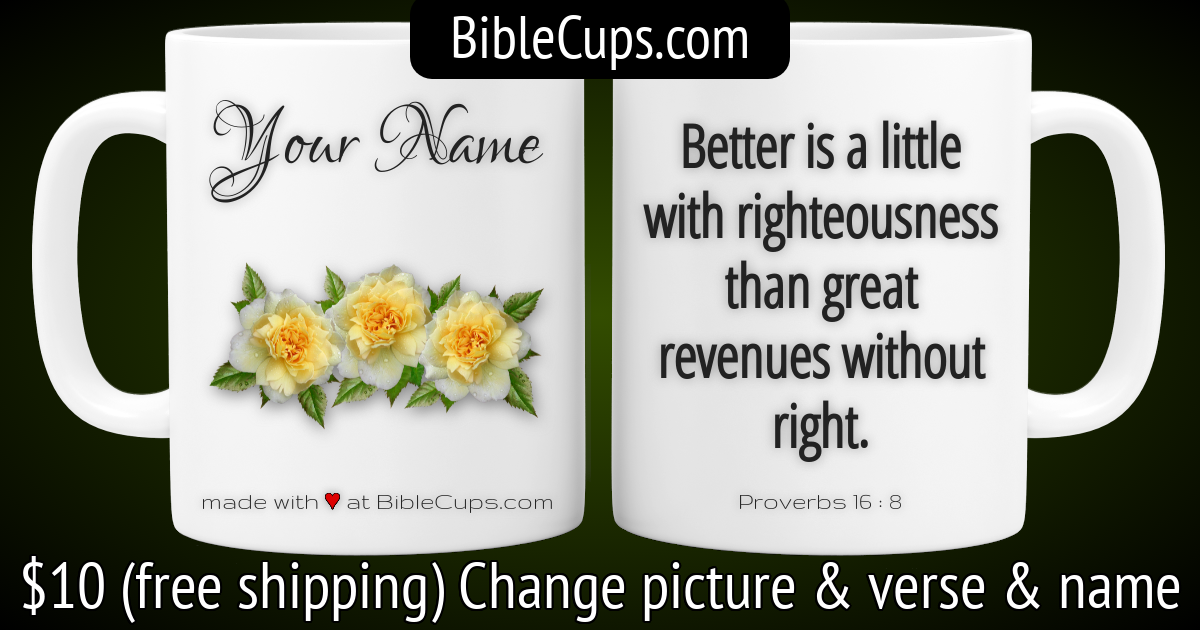 BibleCups.com
Your Name
made with ♥ at BibleCups.com
Better is a little
with righteousness
than great
revenues without
right.
Proverbs 16 : 8
$10 (free shipping) Change picture & verse & name